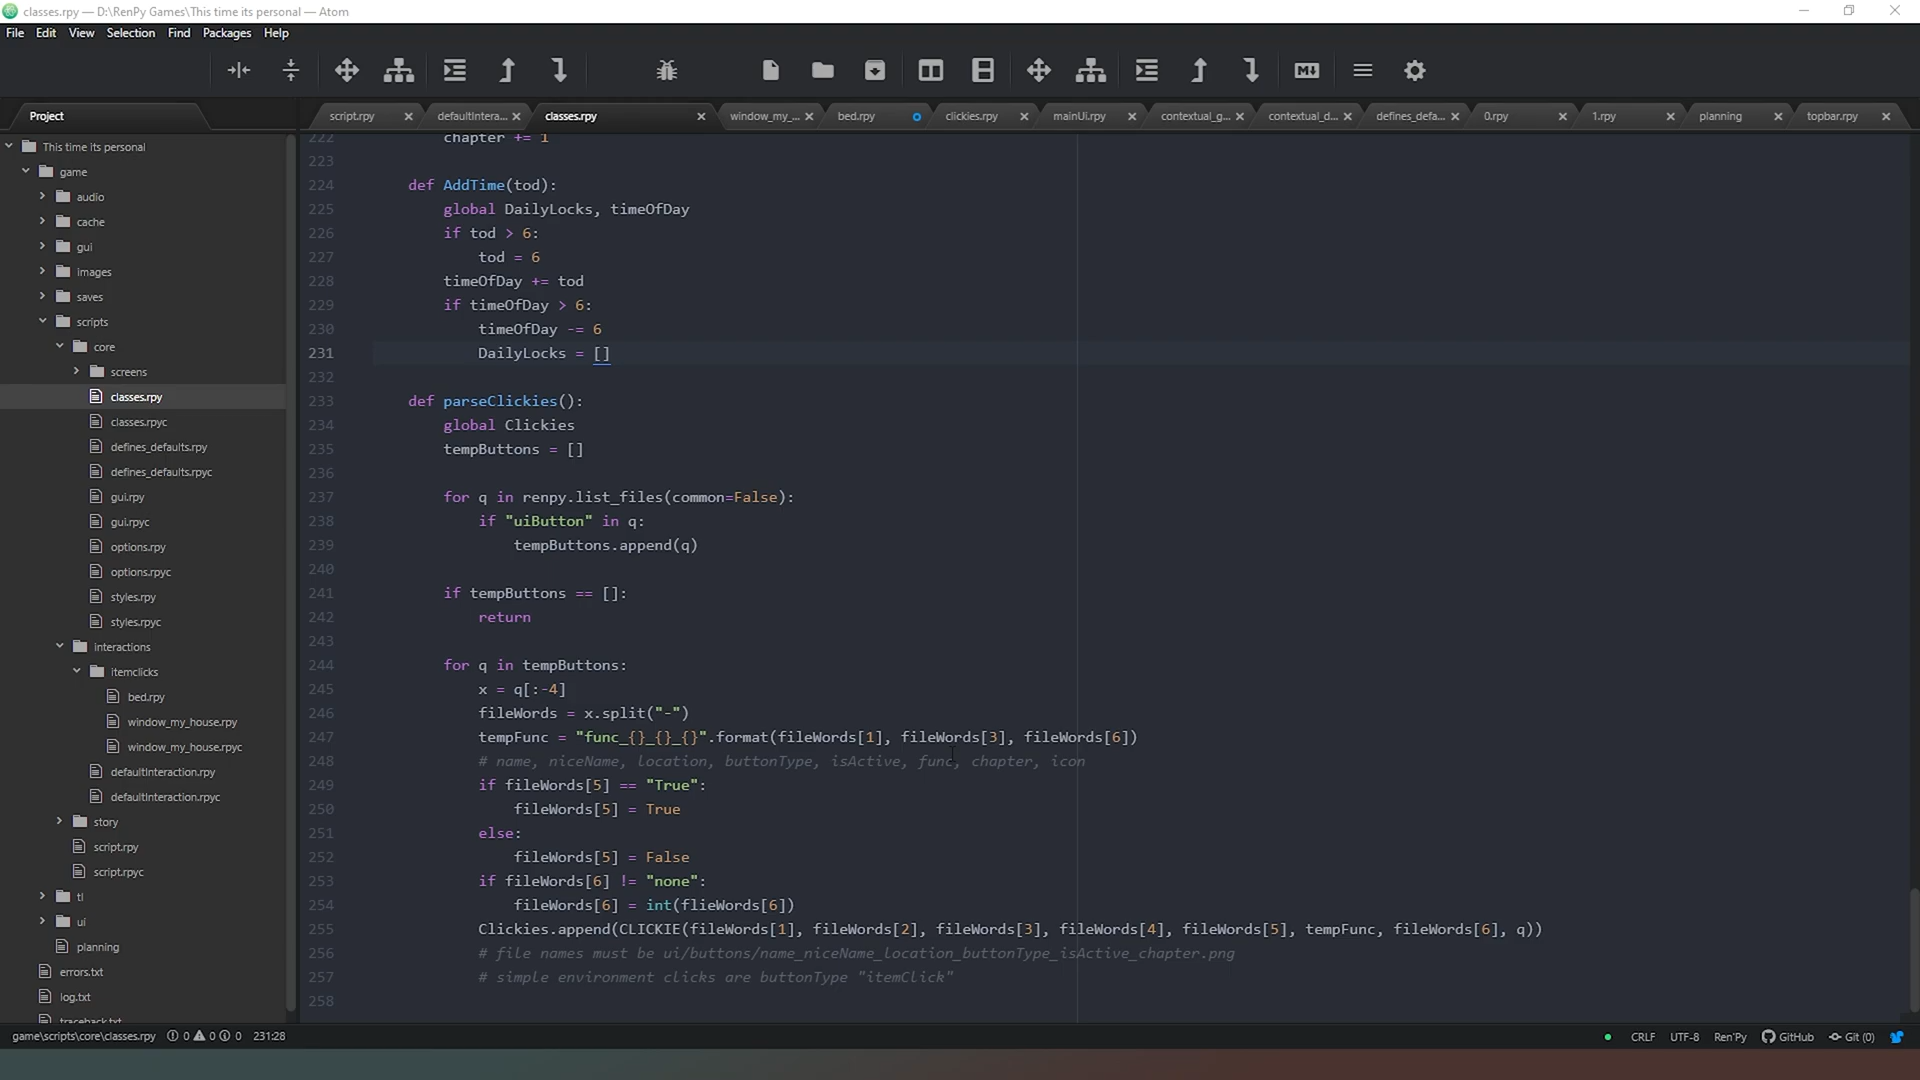 classes.rpy — D:\RenPy Games\This time its personal — Atom
File Edit View Selection Find Packages Help
Project
script.rpy
defaultIntera...
classes.rpy
window_my_...
bed.rpy
clickies.rpy
mainUi.rpy
contextual_g...
contextual_d...
defines_defa...
0.rpy
1.rpy
planning
topbar.rpy
This time its personal
game
audio
cache
gui
images
saves
scripts
core
screens
classes.rpy
classes.rpyc
defines_defaults.rpy
defines_defaults.rpyc
gui.rpy
gui.rpyc
options.rpy
options.rpyc
styles.rpy
styles.rpyc
interactions
itemclicks
bed.rpy
window_my_house.rpy
window_my_house.rpyc
defaultInteraction.rpy
defaultInteraction.rpyc
story
script.rpy
script.rpyc
tl
ui
planning
errors.txt
log.txt
traceback.txt
222 chapter += 1
223
224 def AddTime(tod):
225 global DailyLocks, timeOfDay
226 if tod > 6:
227 tod = 6
228 timeOfDay += tod
229 if timeOfDay > 6:
230 timeOfDay -= 6
231 DailyLocks = []
232
233 def parseClickies():
234 global Clickies
235 tempButtons = []
236
237 for q in renpy.list_files(common=False):
238 if "uiButton" in q:
239 tempButtons.append(q)
240
241 if tempButtons == []:
242 return
243
244 for q in tempButtons:
245 x = q[:-4]
246 fileWords = x.split("-")
247 tempFunc = "func_{}_{}_{}".format(fileWords[1], fileWords[3], fileWords[6])
248 # name, niceName, location, buttonType, isActive, func, chapter, icon
249 if fileWords[5] == "True":
250 fileWords[5] = True
251 else:
252 fileWords[5] = False
253 if fileWords[6] != "none":
254 fileWords[6] = int(flieWords[6])
255 Clickies.append(CLICKIE(fileWords[1], fileWords[2], fileWords[3], fileWords[4], fileWords[5], tempFunc, fileWords[6], q))
256 # file names must be ui/buttons/name_niceName_location_buttonType_isActive_chapter.png
257 # simple environment clicks are buttonType "itemClick"
258
game\scripts\core\classes.rpy 0 0 0 231:28
CRLF UTF-8 Ren'Py GitHub Git (0)